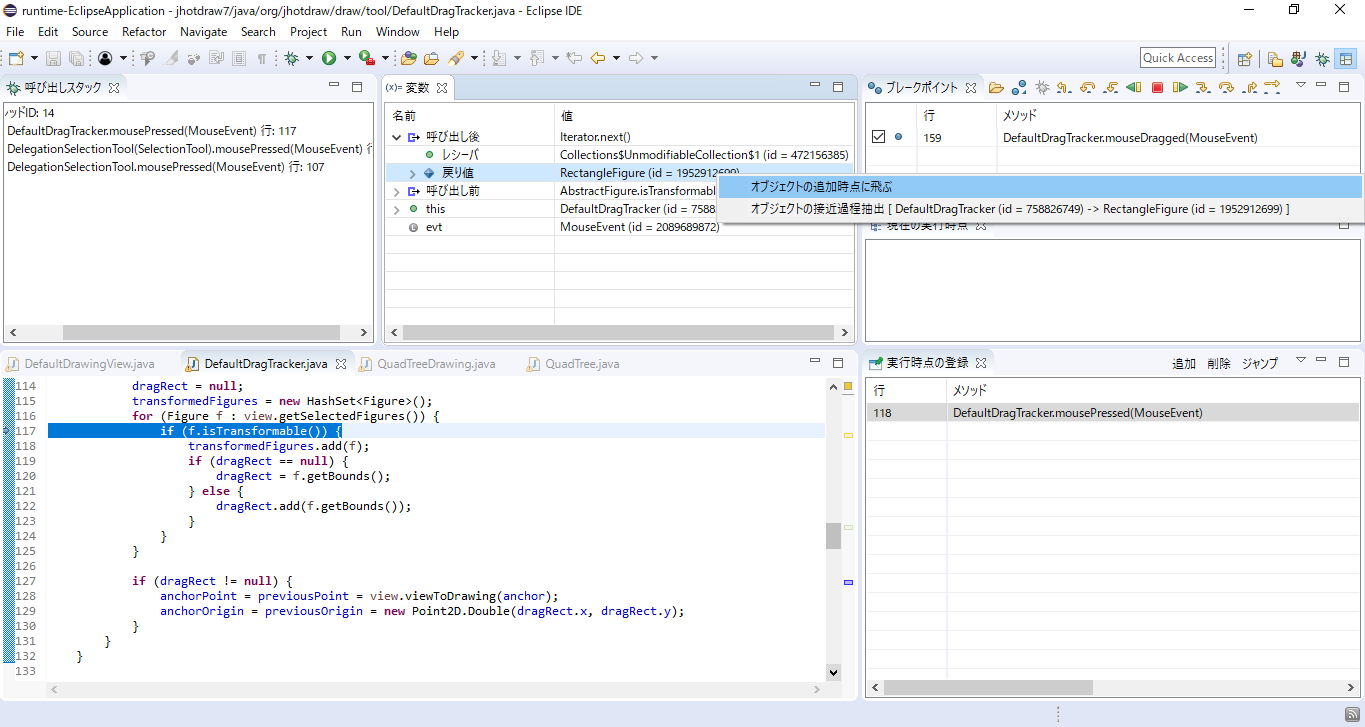 runtime-EclipseApplication - jhotdraw7/java/org/jhotdraw/draw/tool/DefaultDragTracker.java - Eclipse IDE
File Edit Source Refactor Navigate Search Project Run Window Help
Quick Access
呼び出しスタック
ッドID: 14
DefaultDragTracker.mousePressed(MouseEvent) 行: 117
DelegationSelectionTool(SelectionTool).mousePressed(MouseEvent) 行
DelegationSelectionTool.mousePressed(MouseEvent) 行: 107
(x)= 変数
名前 値
呼び出し後 Iterator.next()
レシーバ Collections$UnmodifiableCollection$1 (id = 472156385)
戻り値 RectangleFigure (id = 1952912699)
呼び出し前 AbstractFigure.isTransformabl
this DefaultDragTracker (id = 7588
evt MouseEvent (id = 2089689872)
ブレークポイント
行 メソッド
159 DefaultDragTracker.mouseDragged(MouseEvent)
オブジェクトの追加時点に飛ぶ
オブジェクトの接近過程抽出 [ DefaultDragTracker (id = 758826749) -> RectangleFigure (id = 1952912699) ]
現在の実行時点
DefaultDrawingView.java DefaultDragTracker.java QuadTreeDrawing.java QuadTree.java
114 dragRect = null;
115 transformedFigures = new HashSet<Figure>();
116 for (Figure f : view.getSelectedFigures()) {
117 if (f.isTransformable()) {
118 transformedFigures.add(f);
119 if (dragRect == null) {
120 dragRect = f.getBounds();
121 } else {
122 dragRect.add(f.getBounds());
123 }
124 }
125 }
126
127 if (dragRect != null) {
128 anchorPoint = previousPoint = view.viewToDrawing(anchor);
129 anchorOrigin = previousOrigin = new Point2D.Double(dragRect.x, dragRect.y);
130 }
131 }
132 }
133
実行時点の登録 追加 削除 ジャンプ
行 メソッド
118 DefaultDragTracker.mousePressed(MouseEvent)